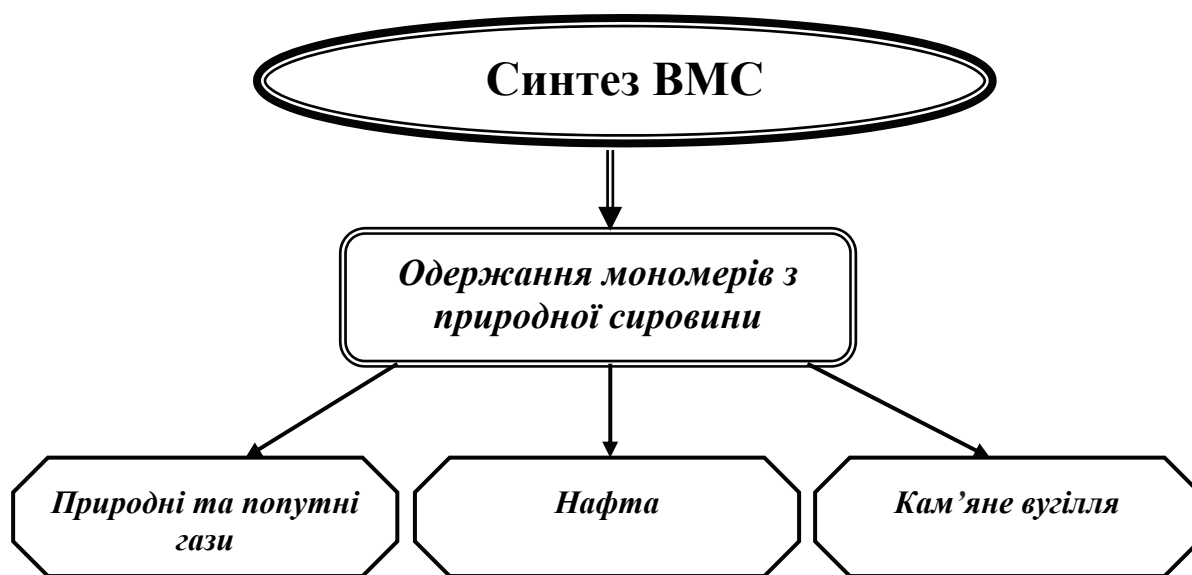 Синтез ВМС
Одержання мономерів з
природної сировини
Природні та попутні
гази
Нафта
Кам’яне вугілля